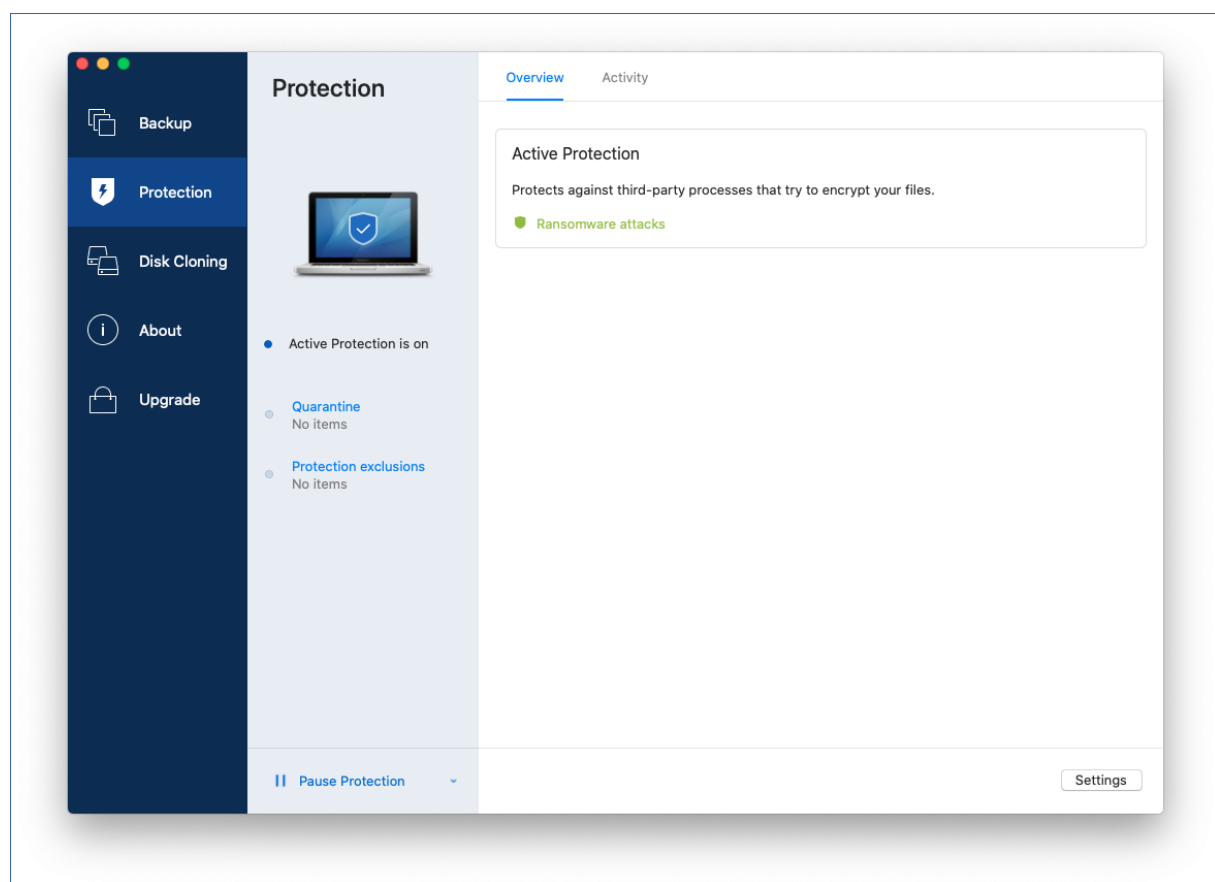 Backup
Protection
Disk Cloning
About
Upgrade
Protection
Active Protection is on
Quarantine
No items
Protection exclusions
No items
Pause Protection
Overview Activity
Active Protection
Protects against third-party processes that try to encrypt your files.
Ransomware attacks
Settings